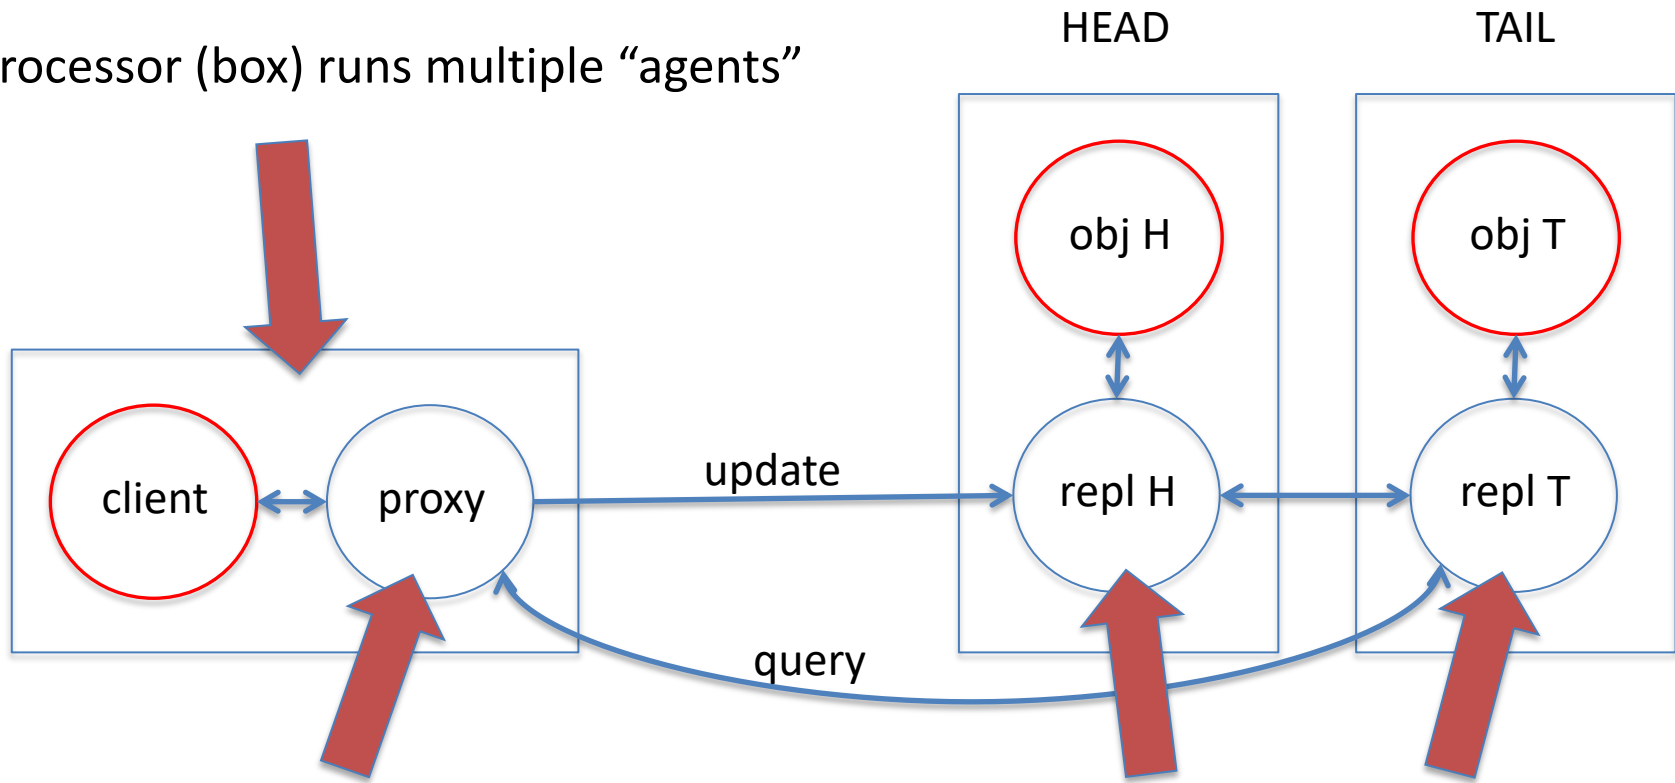 HEAD TAIL
rocessor (box) runs multiple “agents”
obj H obj T
update
client proxy repl H repl T
query